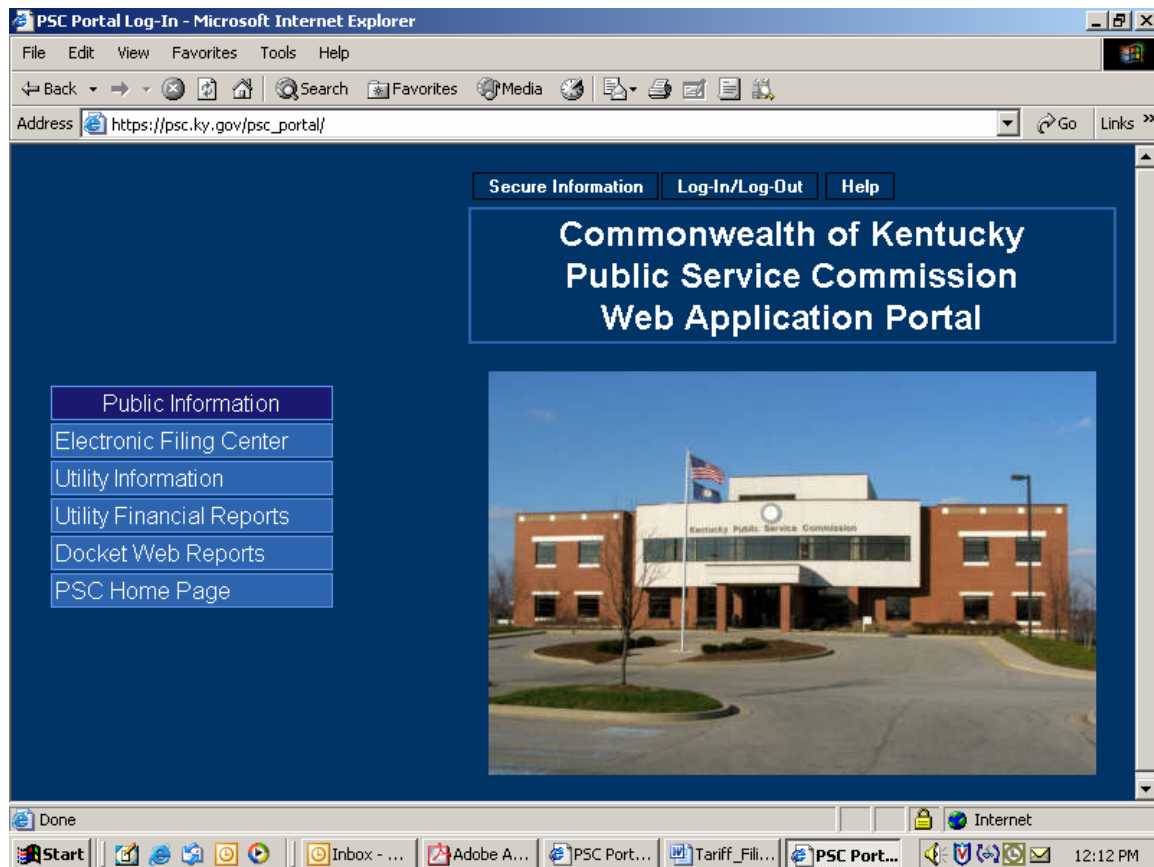 PSC Portal Log-In - Microsoft Internet Explorer
File Edit View Favorites Tools Help
Back Search Favorites Media
Address https://psc.ky.gov/psc_portal/ Go Links »
Secure Information Log-In/Log-Out Help
Commonwealth of Kentucky
Public Service Commission
Web Application Portal
Public Information
Electronic Filing Center
Utility Information
Utility Financial Reports
Docket Web Reports
PSC Home Page
Kentucky Public Service Commission
Done Internet
Start Inbox - ... Adobe A... PSC Port... Tariff_Fili... PSC Port... 12:12 PM